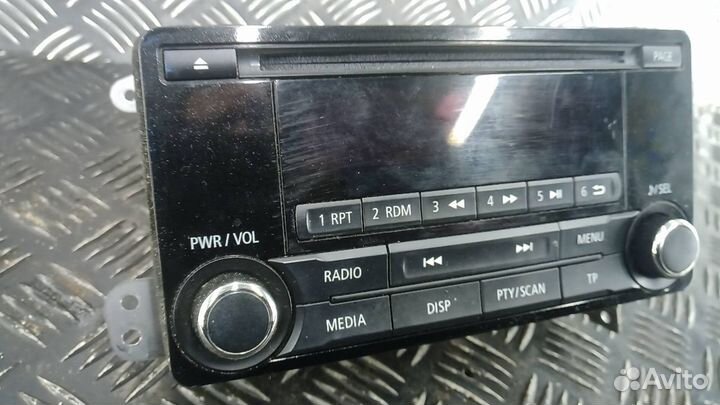 PAGE
1 RPT 2 RDM 3 4 5 6
PWR / VOL
♪/SEL
RADIO
MENU
MEDIA DISP PTY/SCAN TP
Avito